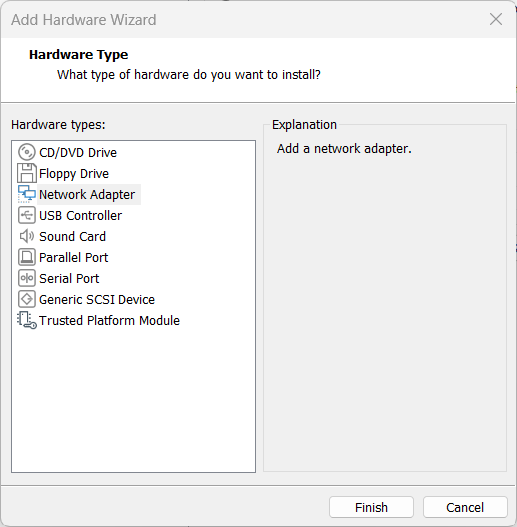 Add Hardware Wizard
Hardware Type
What type of hardware do you want to install?
Hardware types:
CD/DVD Drive
Floppy Drive
Network Adapter
USB Controller
Sound Card
Parallel Port
Serial Port
Generic SCSI Device
Trusted Platform Module
Explanation
Add a network adapter.
Finish
Cancel